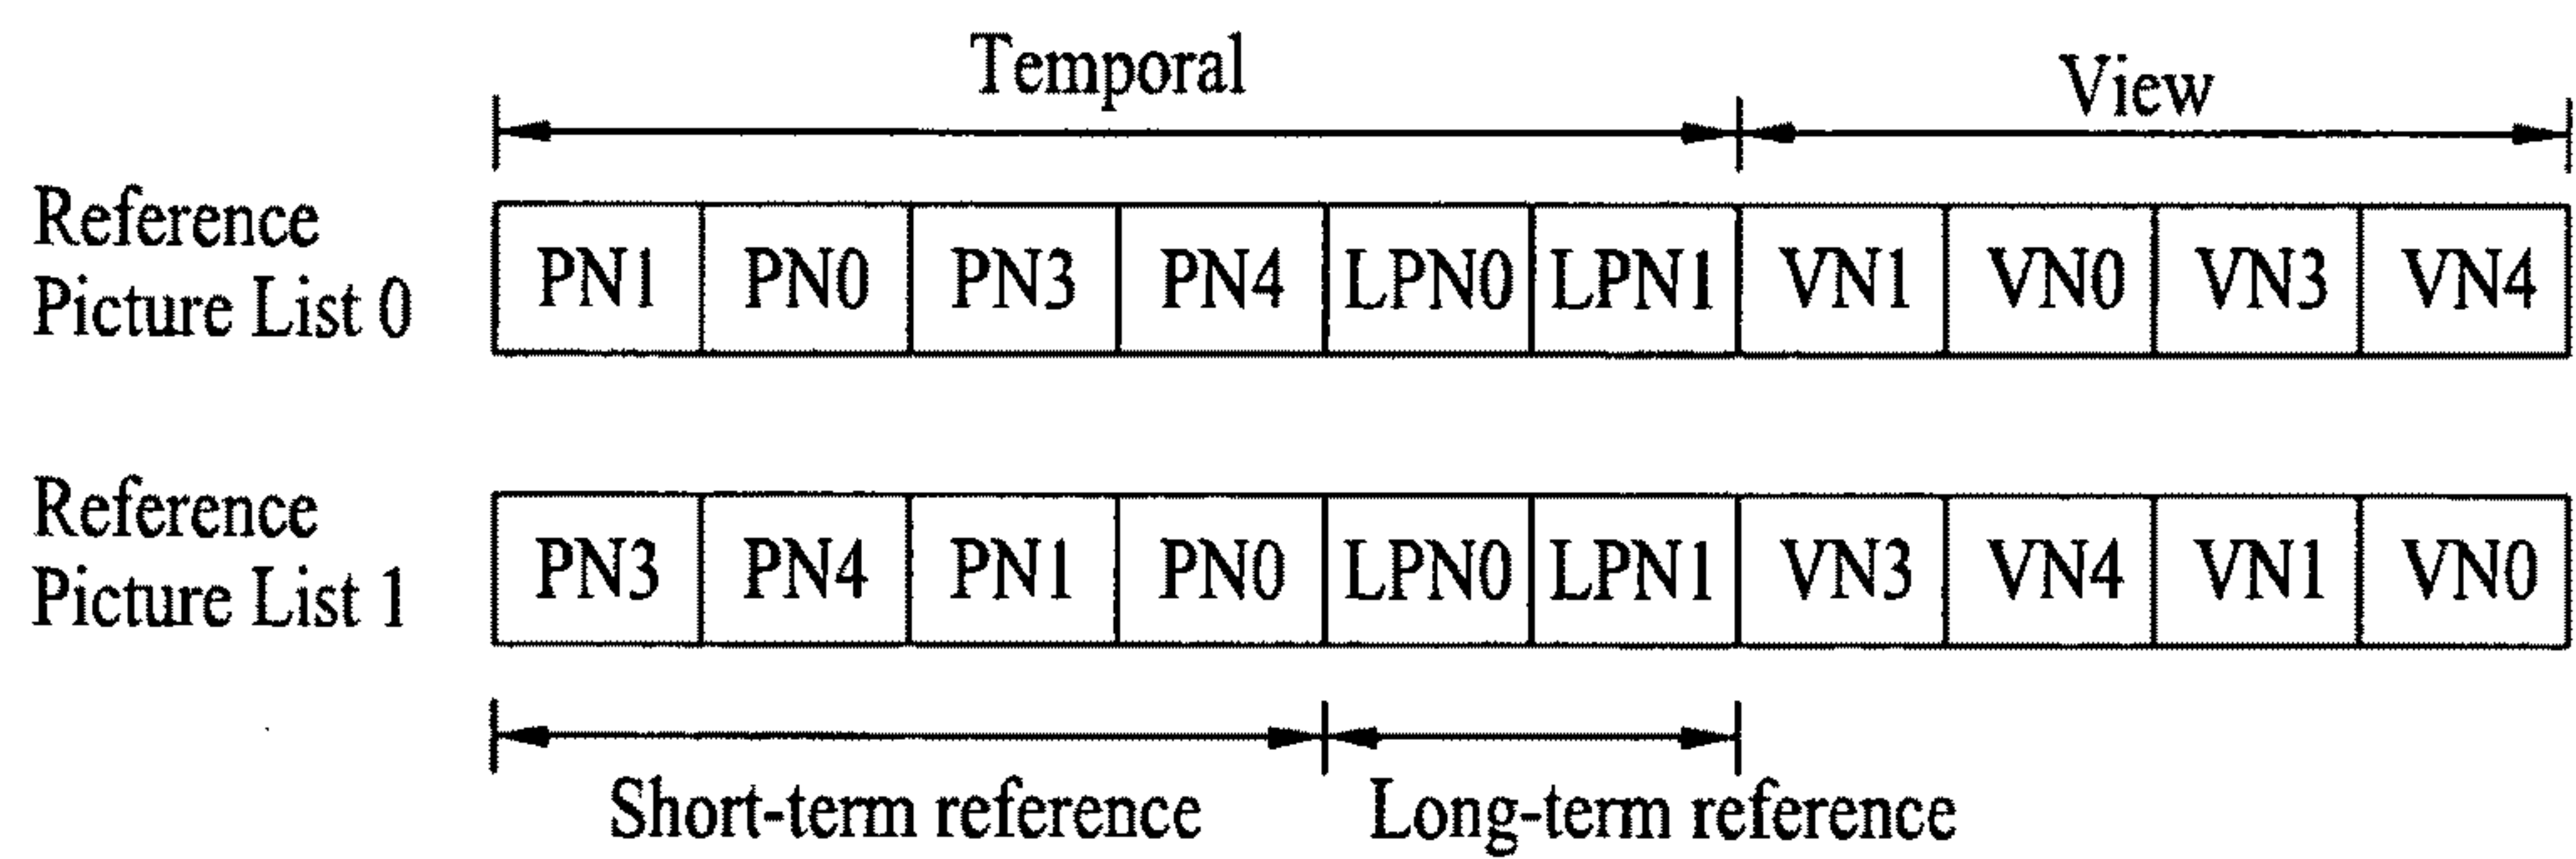 Temporal View
Reference
Picture List 0
PN1 PN0 PN3 PN4 LPN0 LPN1 VN1 VN0 VN3 VN4
Reference
Picture List 1
PN3 PN4 PN1 PN0 LPN0 LPN1 VN3 VN4 VN1 VN0
Short-term reference Long-term reference